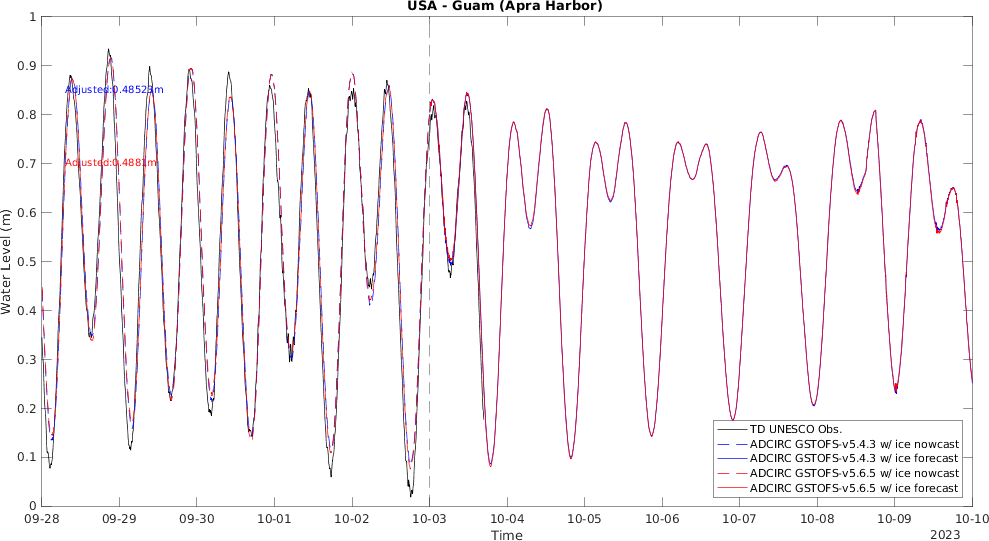 USA - Guam (Apra Harbor)
1
0.9
0.8
0.7
0.6
0.5
0.4
0.3
0.2
0.1
0
Water Level (m)
Adjusted:0.48523m
Adjusted:0.4881m
TD UNESCO Obs.
ADCIRC GSTOFS-v5.4.3 w/ ice nowcast
ADCIRC GSTOFS-v5.4.3 w/ ice forecast
ADCIRC GSTOFS-v5.6.5 w/ ice nowcast
ADCIRC GSTOFS-v5.6.5 w/ ice forecast
09-28 09-29 09-30 10-01 10-02 10-03 10-04 10-05 10-06 10-07 10-08 10-09 10-10
Time
2023